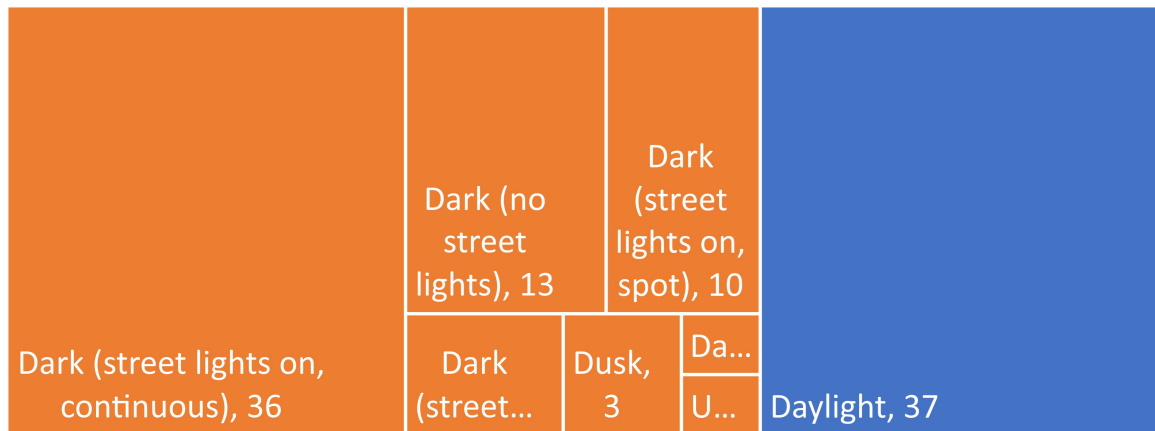 Dark (street lights on,
continuous), 36
Dark (no
street
lights), 13
Dark
(street
lights on,
spot), 10
Dark
(street...
Dusk,
3
Da...
U...
Daylight, 37